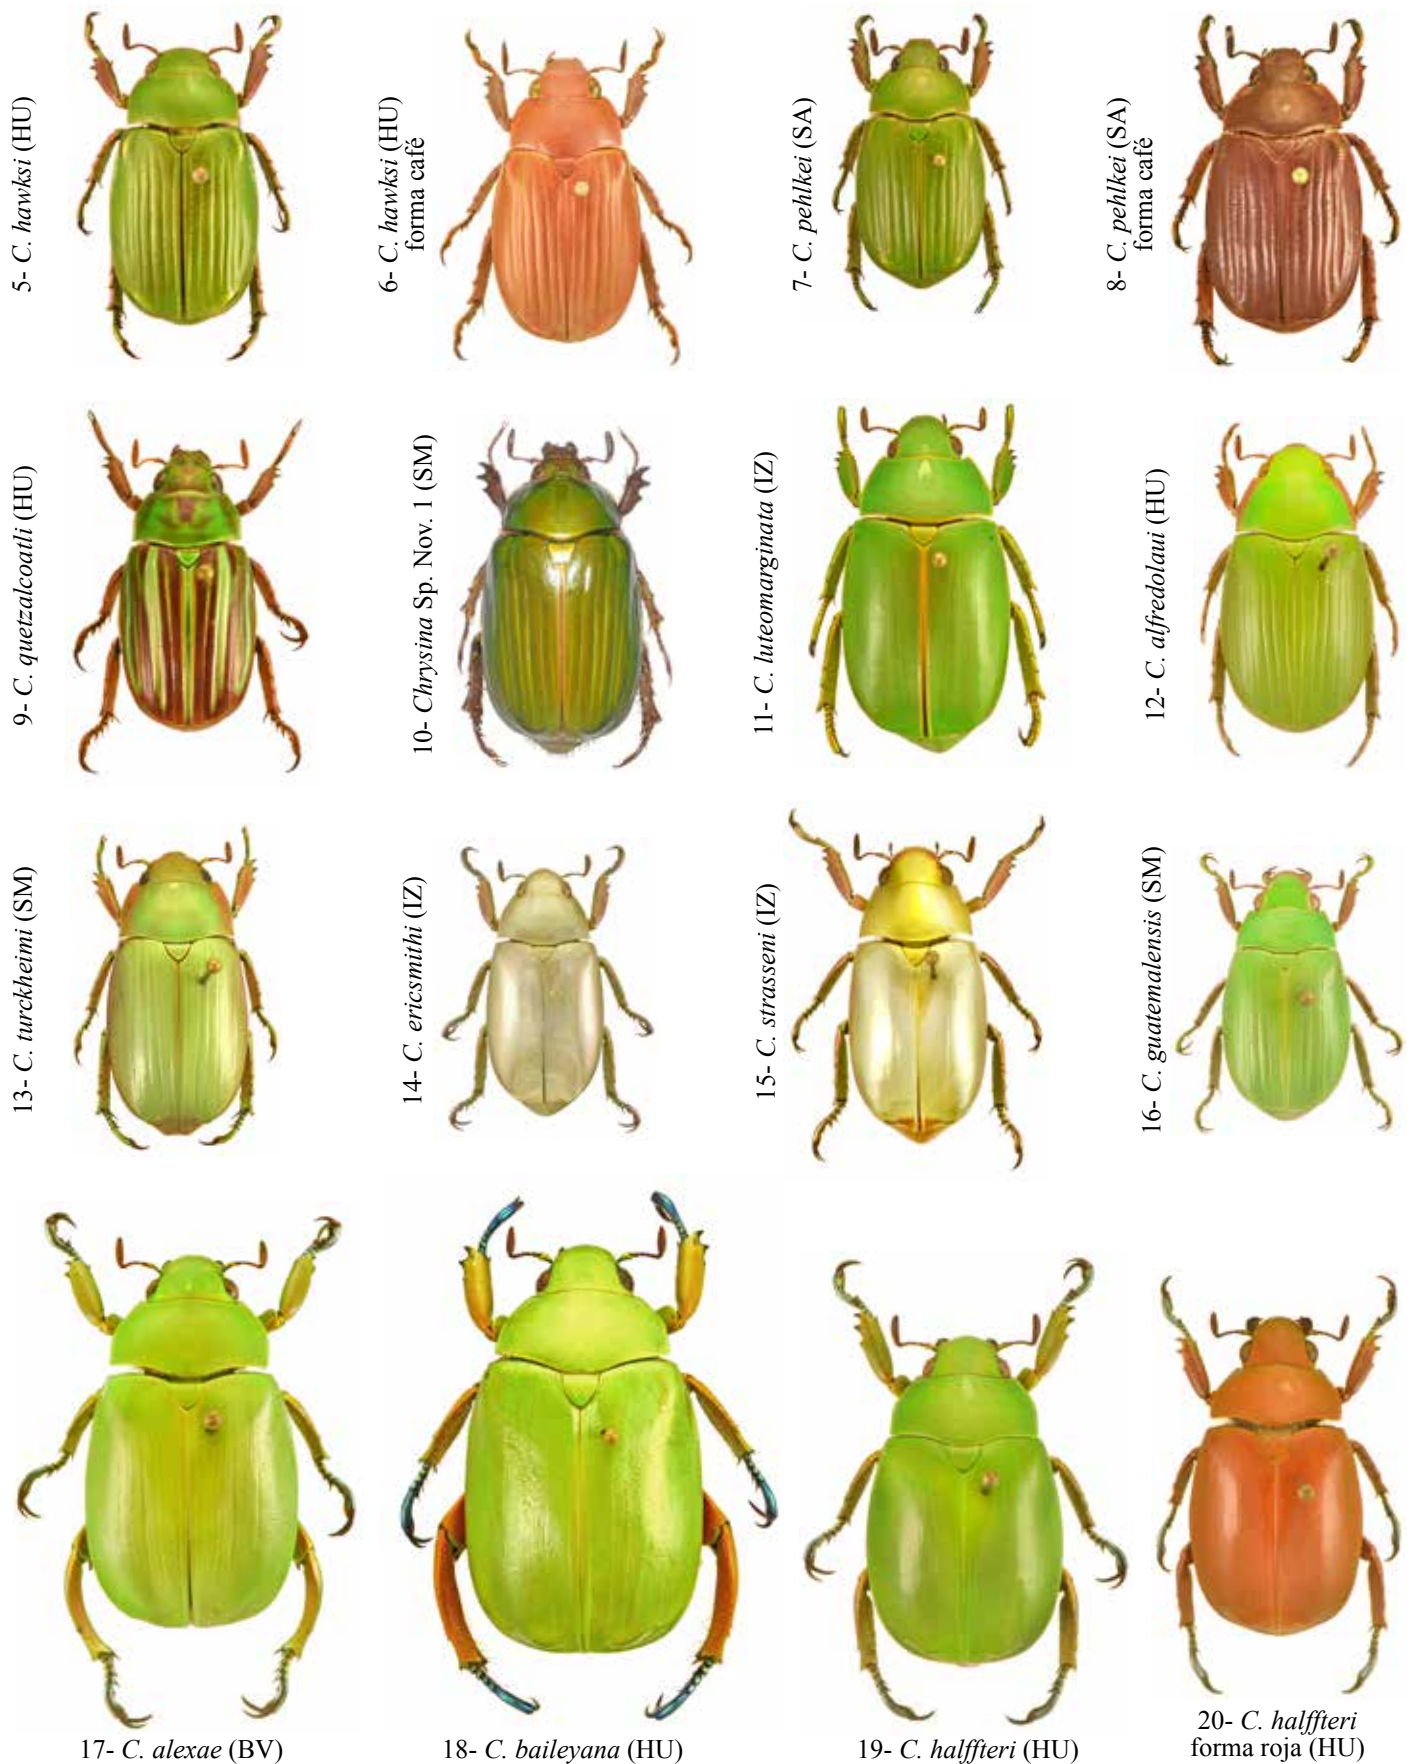 5- C. hawksi (HU)
6- C. hawksi (HU)
forma café
7- C. pehlkei (SA)
8- C. pehlkei (SA)
forma café
9- C. quetzalcoatli (HU)
10- Chrysina Sp. Nov. 1 (SM)
11- C. luteomarginata (IZ)
12- C. alfredolaui (HU)
13- C. turckheimi (SM)
14- C. ericsmithi (IZ)
15- C. strasseni (IZ)
16- C. guatemalensis (SM)
17- C. alexae (BV)
18- C. baileyana (HU)
19- C. halffteri (HU)
20- C. halffteri
forma roja (HU)